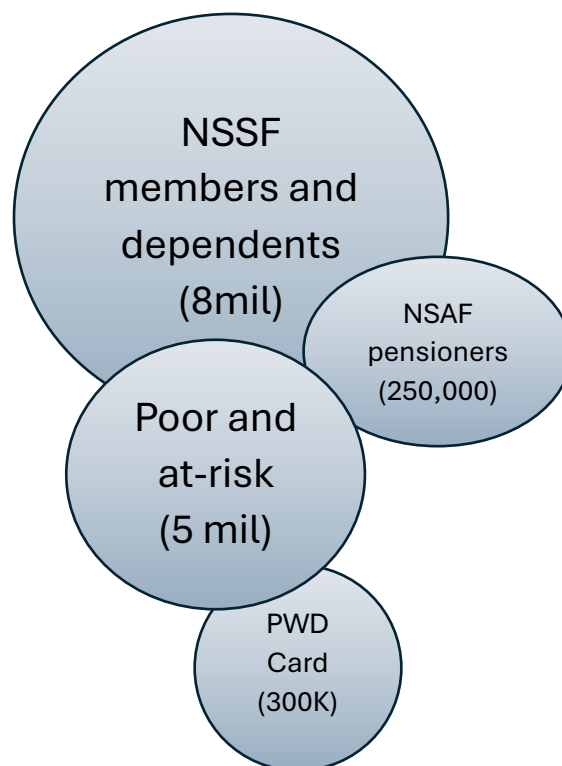 NSSF
members and
dependents
(8mil)
NSAF
pensioners
(250,000)
Poor and
at-risk
(5 mil)
PWD
Card
(300K)